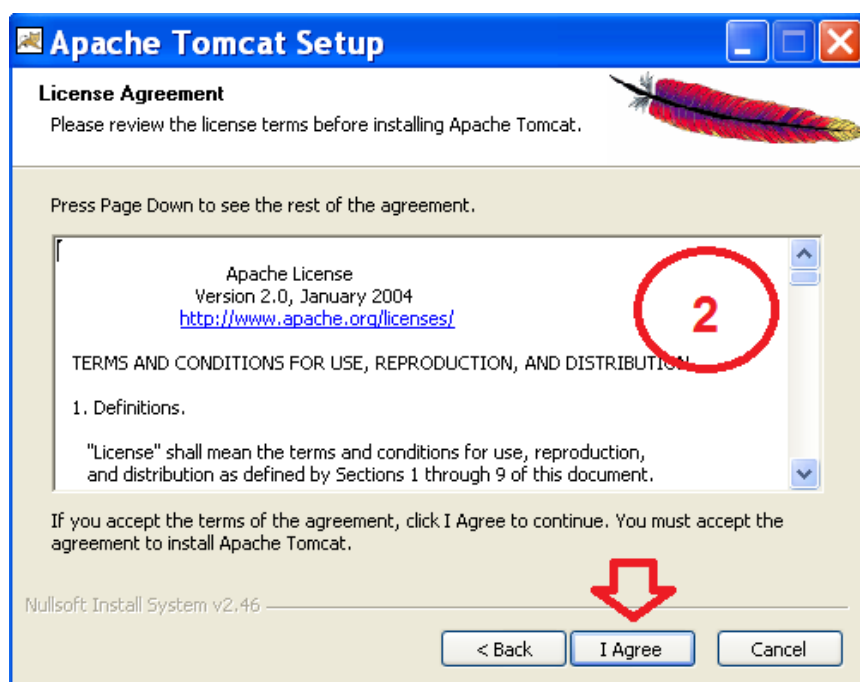 Apache Tomcat Setup
License Agreement
Please review the license terms before installing Apache Tomcat.
Press Page Down to see the rest of the agreement.
Apache License
Version 2.0, January 2004
http://www.apache.org/licenses/
2
TERMS AND CONDITIONS FOR USE, REPRODUCTION, AND DISTRIBUTION
1. Definitions.
"License" shall mean the terms and conditions for use, reproduction,
and distribution as defined by Sections 1 through 9 of this document.
If you accept the terms of the agreement, click I Agree to continue. You must accept the
agreement to install Apache Tomcat.
Nullsoft Install System v2.46
< Back I Agree Cancel